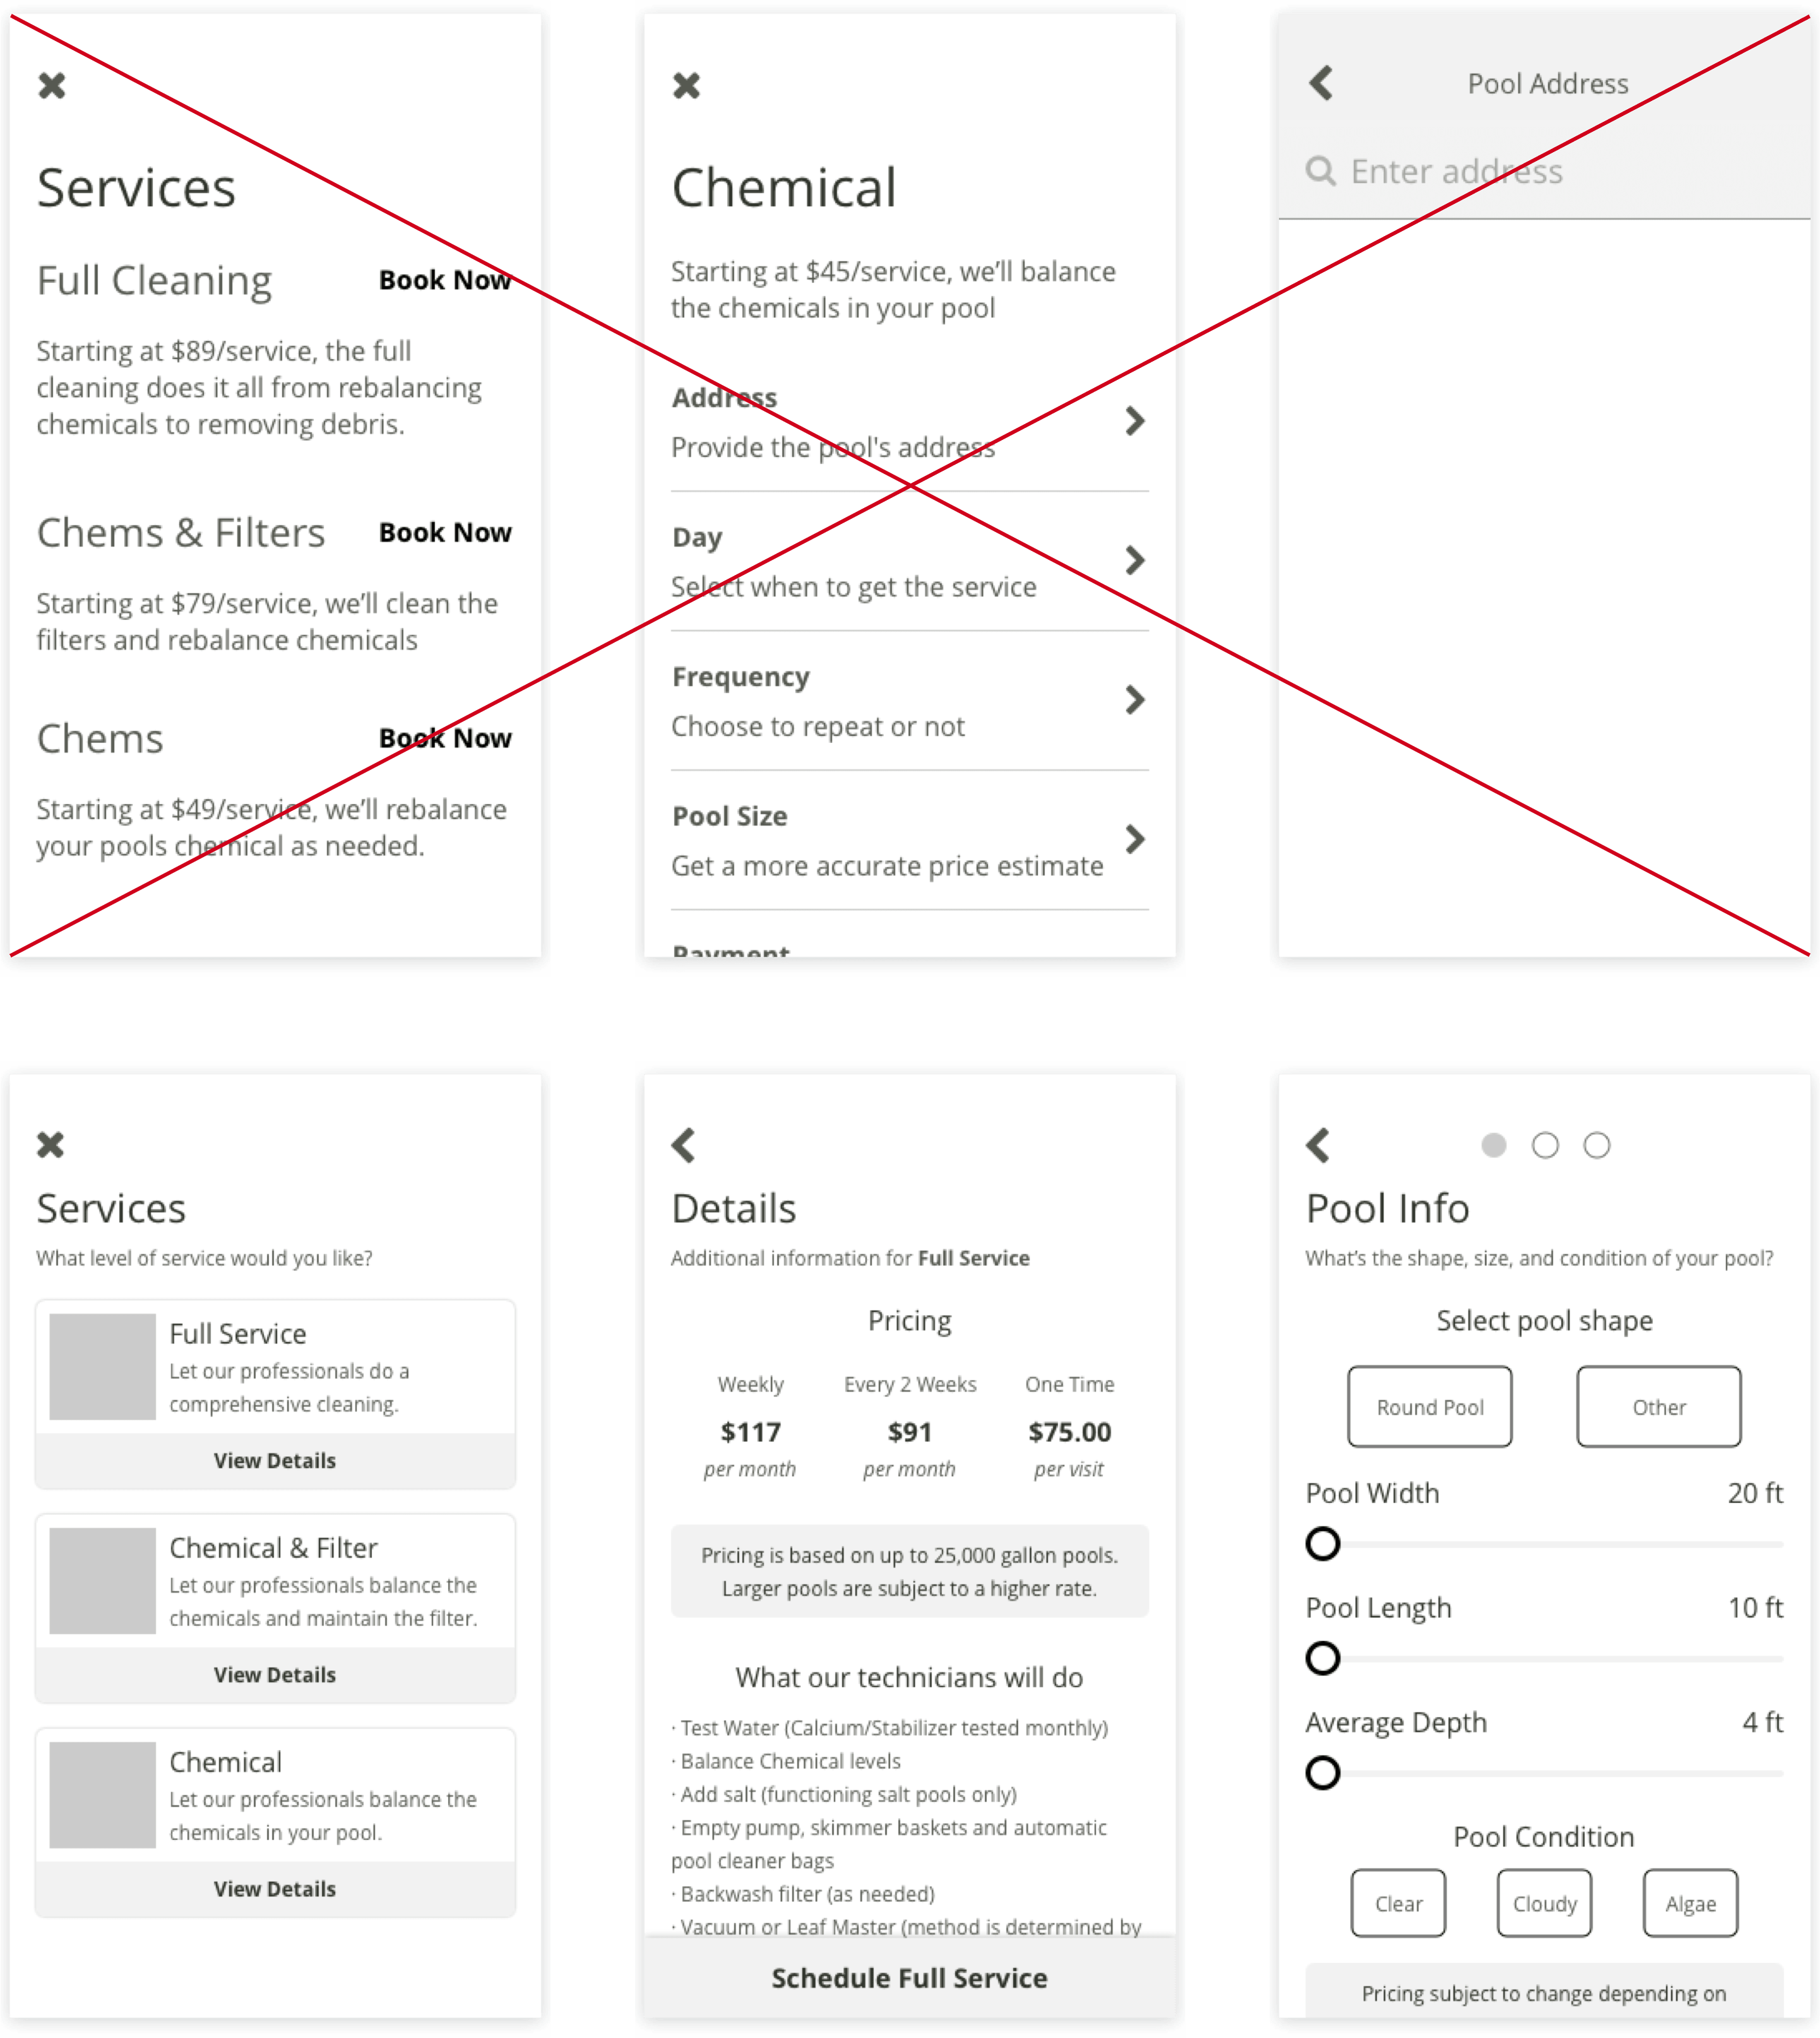 Services
Full Cleaning Book Now
Starting at $89/service, the full
cleaning does it all from rebalancing
chemicals to removing debris.
Chems & Filters Book Now
Starting at $79/service, we’ll clean the
filters and rebalance chemicals
Chems Book Now
Starting at $49/service, we’ll rebalance
your pools chemical as needed.
Chemical
Starting at $45/service, we’ll balance
the chemicals in your pool
Address
Provide the pool's address
Day
Select when to get the service
Frequency
Choose to repeat or not
Pool Size
Get a more accurate price estimate
Payment
Pool Address
Enter address
Services
What level of service would you like?
Full Service
Let our professionals do a
comprehensive cleaning.
View Details
Chemical & Filter
Let our professionals balance the
chemicals and maintain the filter.
View Details
Chemical
Let our professionals balance the
chemicals in your pool.
View Details
Details
Additional information for Full Service
Pricing
Weekly Every 2 Weeks One Time
$117 $91 $75.00
per month per month per visit
Pricing is based on up to 25,000 gallon pools.
Larger pools are subject to a higher rate.
What our technicians will do
· Test Water (Calcium/Stabilizer tested monthly)
· Balance Chemical levels
· Add salt (functioning salt pools only)
· Empty pump, skimmer baskets and automatic
pool cleaner bags
· Backwash filter (as needed)
· Vacuum or Leaf Master (method is determined by
Schedule Full Service
Pool Info
What’s the shape, size, and condition of your pool?
Select pool shape
Round Pool Other
Pool Width 20 ft
Pool Length 10 ft
Average Depth 4 ft
Pool Condition
Clear Cloudy Algae
Pricing subject to change depending on